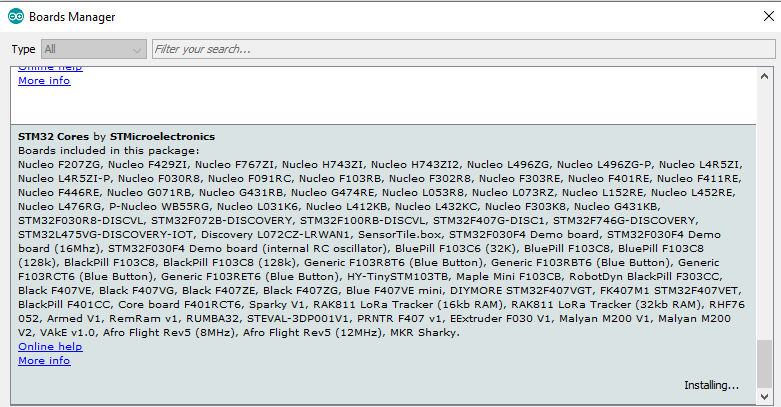 Boards Manager
Type All Filter your search...
Online help
More info
STM32 Cores by STMicroelectronics
Boards included in this package:
Nucleo F207ZG, Nucleo F429ZI, Nucleo F767ZI, Nucleo H743ZI, Nucleo H743ZI2, Nucleo L496ZG, Nucleo L496ZG-P, Nucleo L4R5ZI,
Nucleo L4R5ZI-P, Nucleo F030R8, Nucleo F091RC, Nucleo F103RB, Nucleo F302R8, Nucleo F303RE, Nucleo F401RE, Nucleo F411RE,
Nucleo F446RE, Nucleo G071RB, Nucleo G431RB, Nucleo G474RE, Nucleo L053R8, Nucleo L073RZ, Nucleo L152RE, Nucleo L452RE,
Nucleo L476RG, P-Nucleo WB55RG, Nucleo L031K6, Nucleo L412KB, Nucleo L432KC, Nucleo F303K8, Nucleo G431KB,
STM32F030R8-DISCVL, STM32F072B-DISCOVERY, STM32F100RB-DISCVL, STM32F407G-DISC1, STM32F746G-DISCOVERY,
STM32L475VG-DISCOVERY-IOT, Discovery L072CZ-LRWAN1, SensorTile.box, STM32F030F4 Demo board, STM32F030F4 Demo
board (16Mhz), STM32F030F4 Demo board (internal RC oscillator), BluePill F103C6 (32K), BluePill F103C8, BluePill F103C8
(128k), BlackPill F103C8, BlackPill F103C8 (128k), Generic F103R8T6 (Blue Button), Generic F103RBT6 (Blue Button), Generic
F103RCT6 (Blue Button), Generic F103RET6 (Blue Button), HY-TinySTM103TB, Maple Mini F103CB, RobotDyn BlackPill F303CC,
Black F407VE, Black F407VG, Black F407ZE, Black F407ZG, Blue F407VE mini, DIYMORE STM32F407VGT, FK407M1 STM32F407VET,
BlackPill F401CC, Core board F401RCT6, Sparky V1, RAK811 LoRa Tracker (16kb RAM), RAK811 LoRa Tracker (32kb RAM), RHF76
052, Armed V1, RemRam v1, RUMBA32, STEVAL-3DP001V1, PRNTR F407 v1, EExtruder F030 V1, Malyan M200 V1, Malyan M200
V2, VAkE v1.0, Afro Flight Rev5 (8MHz), Afro Flight Rev5 (12MHz), MKR Sharky.
Online help
More info
Installing...